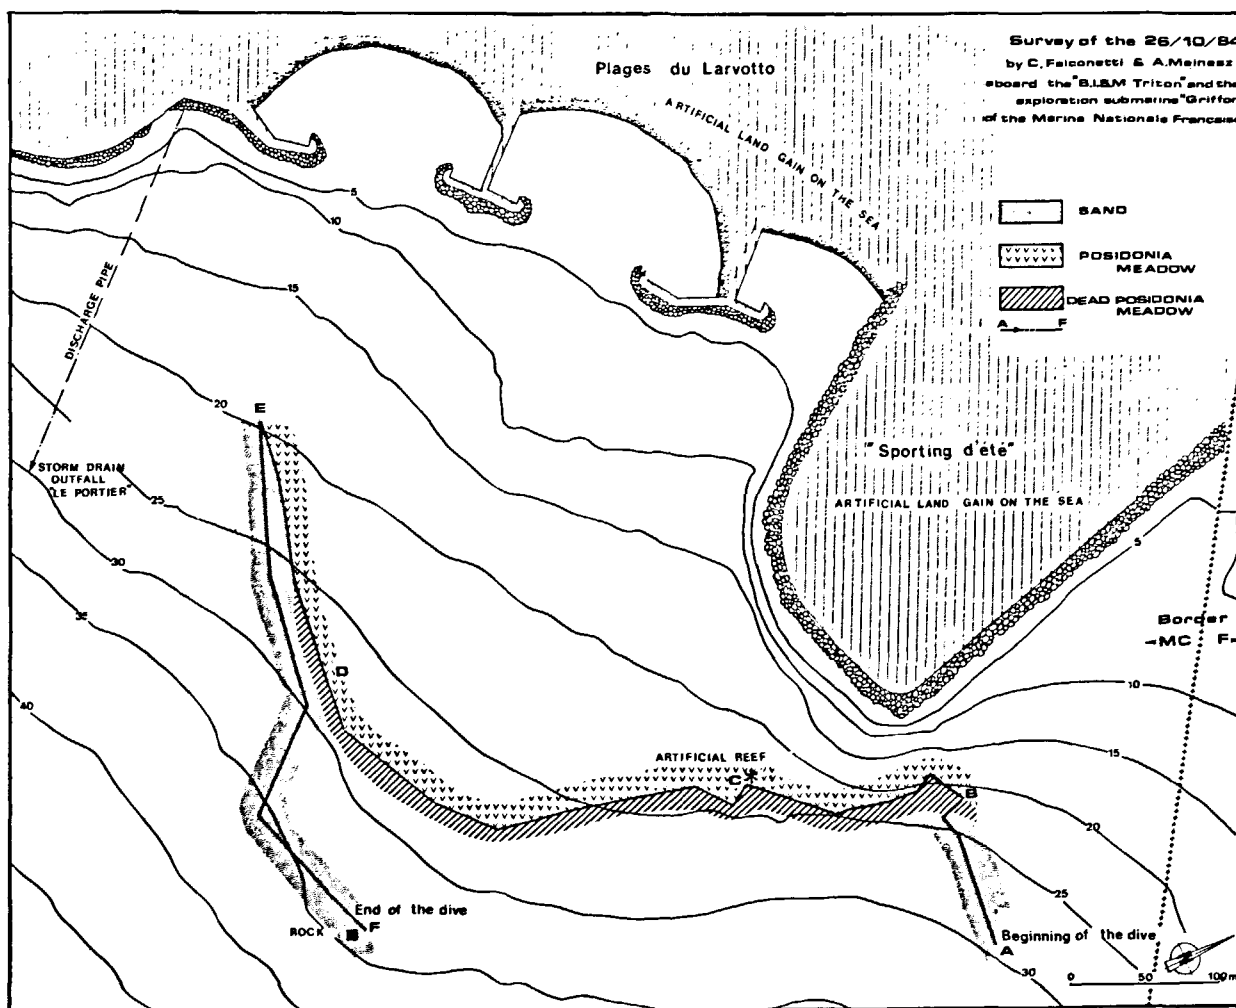 Survey of the 26/10/84
by C. Falconetti & A. Meinesz
aboard the "B.I.S.M Triton" and the
exploration submarine "Griffon
of the Marine Nationale Francaise
Plages du Larvotto
ARTIFICIAL LAND GAIN ON THE SEA
SAND
POSIDONIA
MEADOW
DEAD POSIDONIA
MEADOW
A F
5
10
15
DISCHARGE PIPE
20
E
STORM DRAIN
OUTFALL
"LE PORTIER"
25
30
35
40
"Sporting d'été"
ARTIFICIAL LAND GAIN ON THE SEA
5
Border
MC F
10
15
D
ARTIFICIAL REEF
C
B
20
25
End of the dive
F
ROCK
Beginning of the dive
A
30
0 50 100m